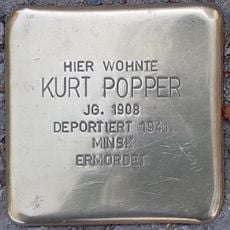 HIER WOHNTE
KURT POPPER
JG. 1908
DEPORTIERT 1941
MINSK
ERMORDET